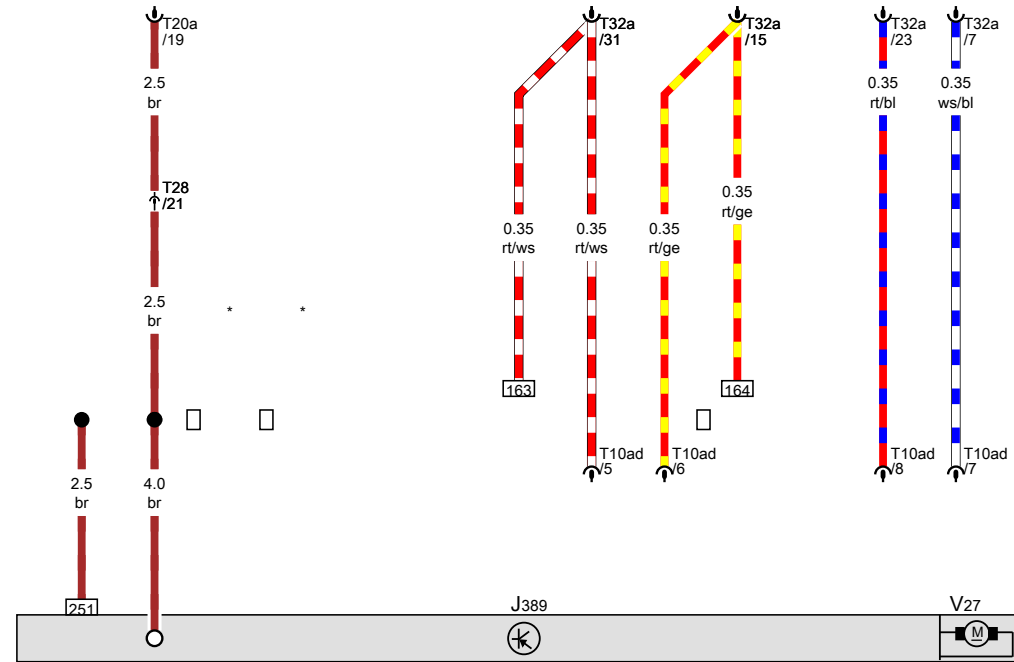 T20a
/19
T32a
/31
T32a
/15
T32a
/23
T32a
/7
2.5
br
0.35
rt/bl
0.35
ws/bl
T28
/21
0.35
rt/ge
0.35
rt/ws
0.35
rt/ws
0.35
rt/ge
2.5
br
*
*
163
164
T10ad
/5
T10ad
/6
T10ad
/8
T10ad
/7
2.5
br
4.0
br
251
J389
V27
M